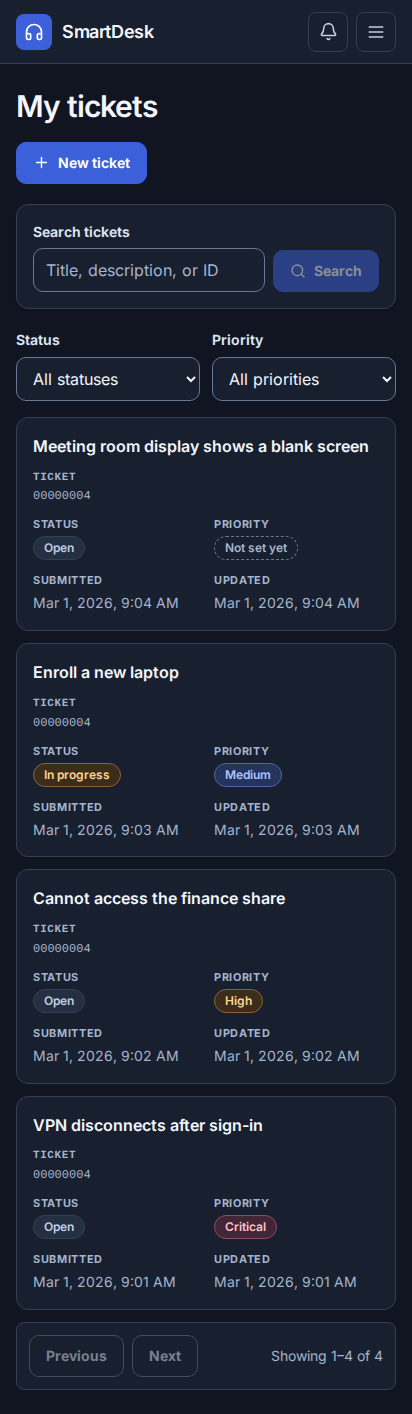 SmartDesk
My tickets
New ticket
Search tickets
Title, description, or ID
Search
Status
Priority
All statuses
All priorities
Meeting room display shows a blank screen
TICKET
00000004
STATUS
PRIORITY
Open
Not set yet
SUBMITTED
UPDATED
Mar 1, 2026, 9:04 AM
Mar 1, 2026, 9:04 AM
Enroll a new laptop
TICKET
00000004
STATUS
PRIORITY
In progress
Medium
SUBMITTED
UPDATED
Mar 1, 2026, 9:03 AM
Mar 1, 2026, 9:03 AM
Cannot access the finance share
TICKET
00000004
STATUS
PRIORITY
Open
High
SUBMITTED
UPDATED
Mar 1, 2026, 9:02 AM
Mar 1, 2026, 9:02 AM
VPN disconnects after sign-in
TICKET
00000004
STATUS
PRIORITY
Open
Critical
SUBMITTED
UPDATED
Mar 1, 2026, 9:01 AM
Mar 1, 2026, 9:01 AM
Previous
Next
Showing 1–4 of 4